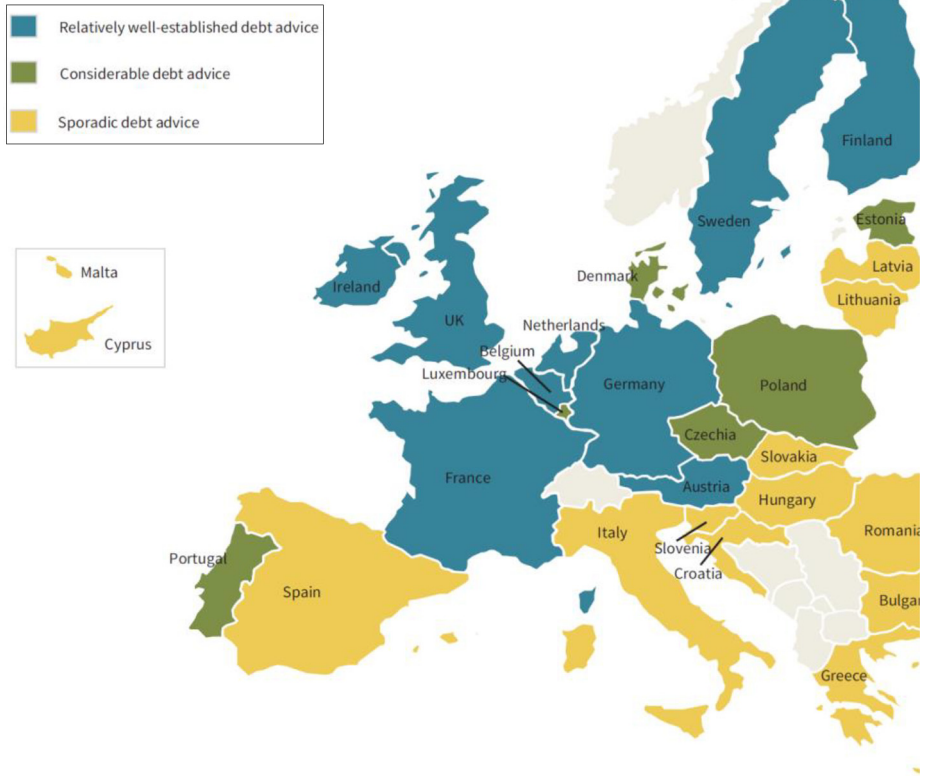 Relatively well-established debt advice
Considerable debt advice
Sporadic debt advice
Finland
Sweden
Estonia
Malta
Latvia
Denmark
Ireland
Lithuania
UK
Netherlands
Cyprus
Belgium
Luxembourg
Germany
Poland
Czechia
Slovakia
France
Austria
Hungary
Italy
Romania
Slovenia
Portugal
Croatia
Spain
Bulgar
Greece